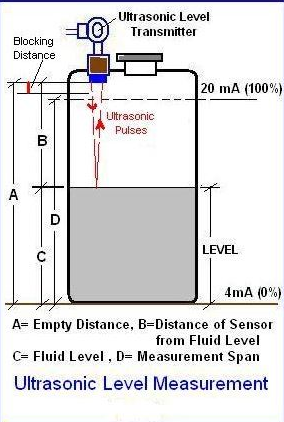 Ultrasonic Level
Transmitter
Blocking
Distance
20 mA (100%)
Ultrasonic
Pulses
B
A
D
C
LEVEL
4mA (0%)
A= Empty Distance, B=Distance of Sensor
from Fluid Level
C= Fluid Level , D= Measurement Span
Ultrasonic Level Measurement